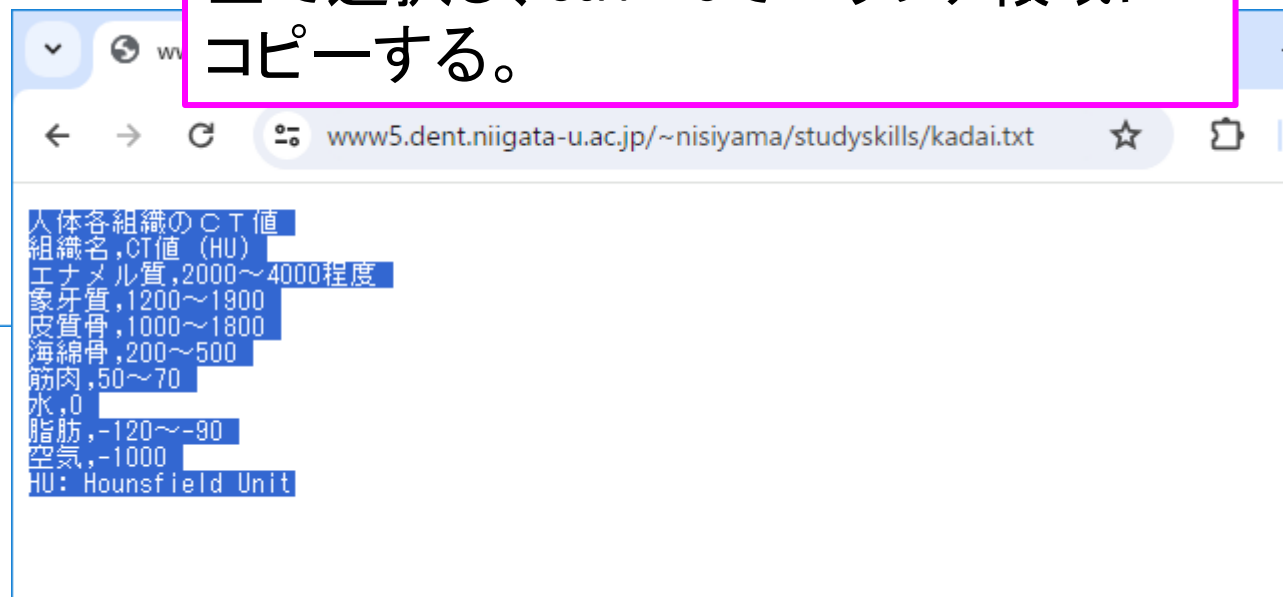 コピーする。
www5.dent.niigata-u.ac.jp/~nisiyama/studyskills/kadai.txt
人体各組織のＣＴ値
組織名,CT値 (HU)
エナメル質,2000～4000程度
象牙質,1200～1900
皮質骨,1000～1800
海綿骨,200～500
筋肉,50～70
水,0
脂肪,-120～-90
空気,-1000
HU: Hounsfield Unit